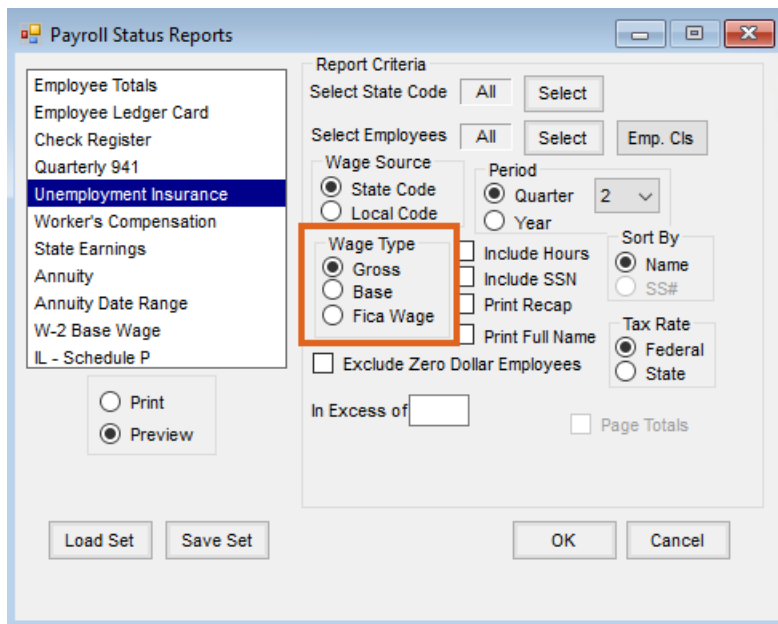 Payroll Status Reports
Employee Totals
Employee Ledger Card
Check Register
Quarterly 941
Unemployment Insurance
Worker's Compensation
State Earnings
Annuity
Annuity Date Range
W-2 Base Wage
IL - Schedule P
Print
Preview
Load Set Save Set
Report Criteria
Select State Code All Select
Select Employees All Select Emp. Cls
Wage Source
State Code
Local Code
Period
Quarter 2
Year
Wage Type
Gross
Base
Fica Wage
Include Hours
Include SSN
Print Recap
Print Full Name
Sort By
Name
SS#
Tax Rate
Federal
State
Exclude Zero Dollar Employees
In Excess of
Page Totals
OK Cancel